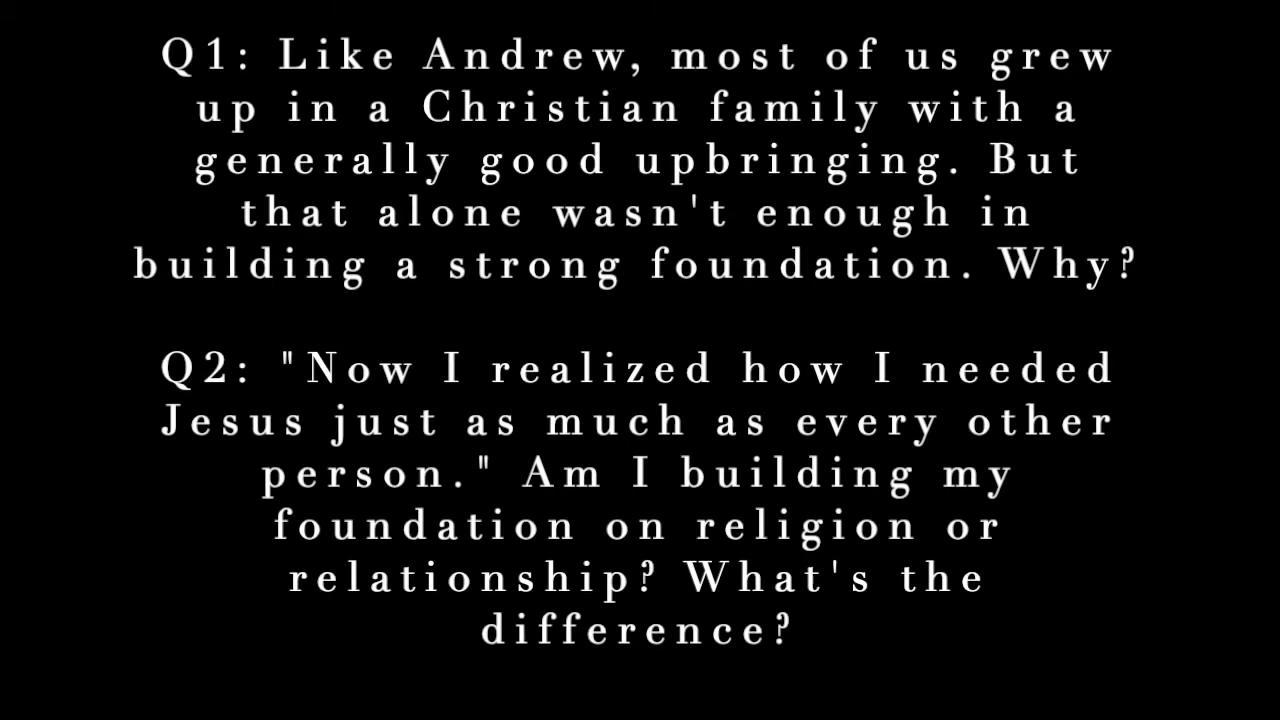 Q1: Like Andrew, most of us grew
up in a Christian family with a
generally good upbringing. But
that alone wasn't enough in
building a strong foundation. Why?
Q2: "Now I realized how I needed
Jesus just as much as every other
person." Am I building my
foundation on religion or
relationship? What's the
difference?